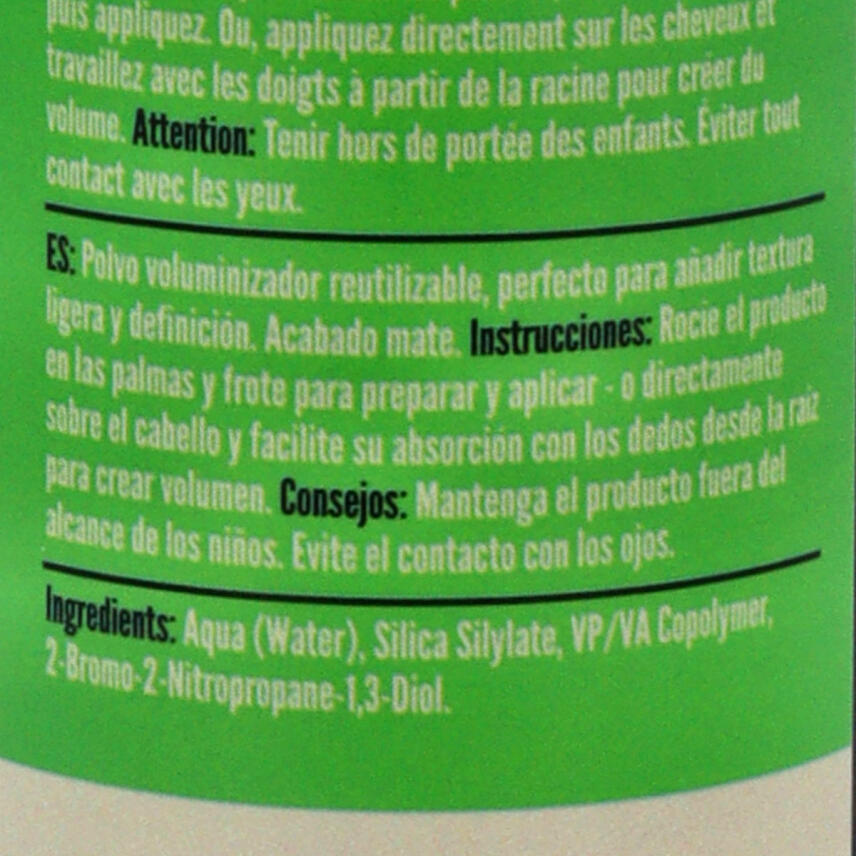 puis appliquez. Ou, appliquez directement sur les cheveux et
travaillez avec les doigts à partir de la racine pour créer du
volume. Attention: Tenir hors de portée des enfants. Éviter tout
contact avec les yeux.
ES: Polvo voluminizador reutilizable, perfecto para añadir textura
ligera y definición. Acabado mate. Instrucciones: Rocíe el producto
en las palmas y frote para preparar y aplicar - o directamente
sobre el cabello y facilite su absorción con los dedos desde la raíz
para crear volumen. Consejos: Mantenga el producto fuera del
alcance de los niños. Evite el contacto con los ojos.
Ingredients: Aqua (Water), Silica Silylate, VP/VA Copolymer,
2-Bromo-2-Nitropropane-1,3-Diol.